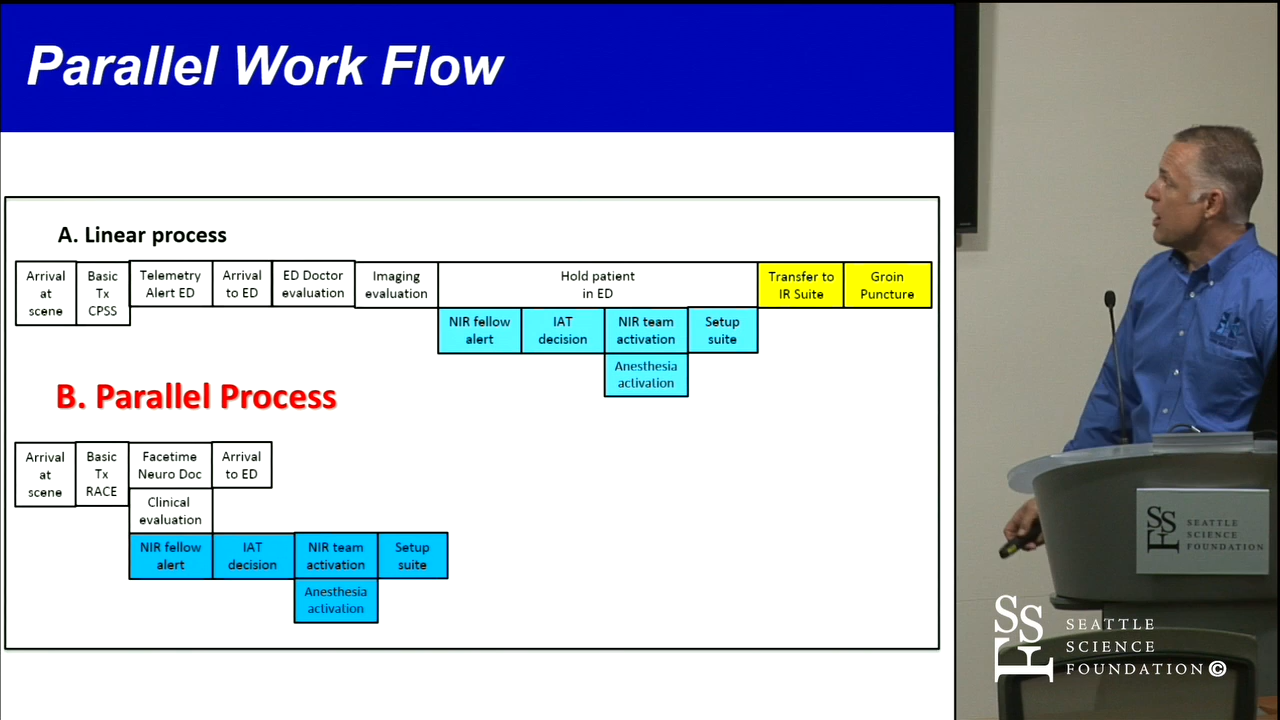 Parallel Work Flow
A. Linear process
Arrival
at
scene
Basic
Tx
CPSS
Telemetry
Alert ED
Arrival
to ED
ED Doctor
evaluation
Imaging
evaluation
Hold patient
in ED
Transfer to
IR Suite
Groin
Puncture
NIR fellow
alert
IAT
decision
NIR team
activation
Setup
suite
Anesthesia
activation
B. Parallel Process
Arrival
at
scene
Basic
Tx
RACE
Facetime
Neuro Doc
Arrival
to ED
Clinical
evaluation
NIR fellow
alert
IAT
decision
NIR team
activation
Setup
suite
Anesthesia
activation
SSF
SEATTLE
SCIENCE
FOUNDATION
SSF
SEATTLE
SCIENCE
FOUNDATION©